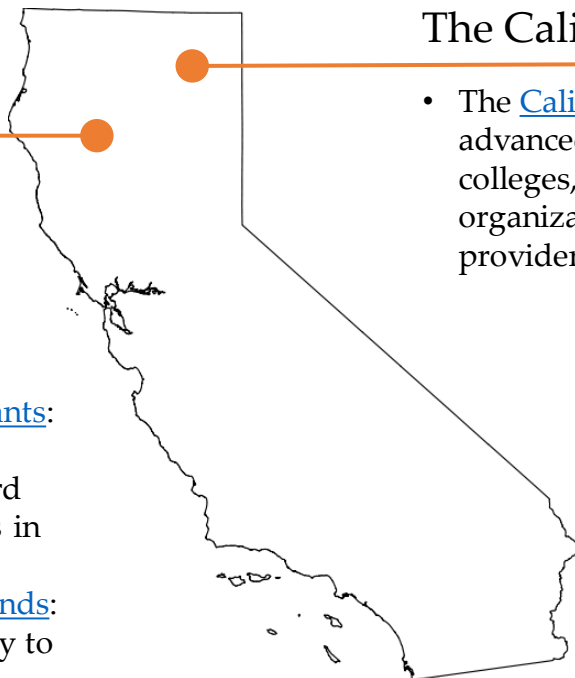 The Cali
• The Cali
advanced
colleges,
organiza
provider
ants:
rd
s in
nds:
y to